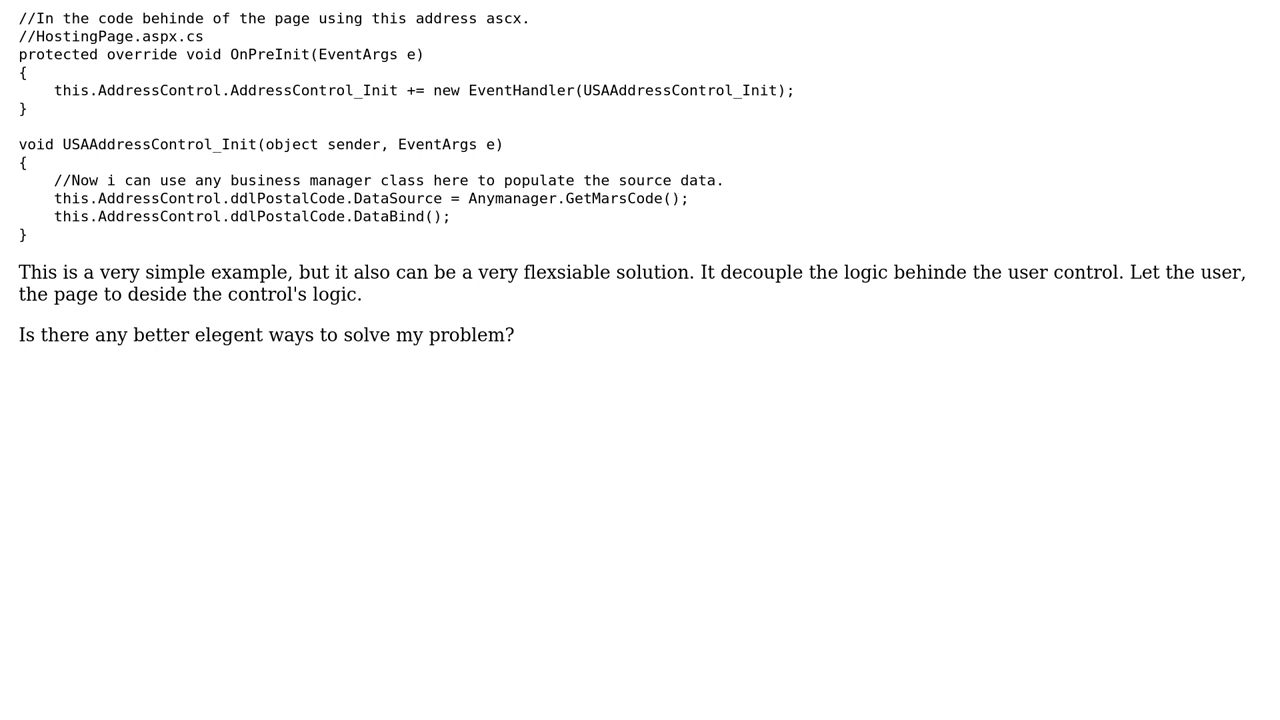 //In the code behinde of the page using this address ascx.
//HostingPage.aspx.cs
protected override void OnPreInit(EventArgs e)
{
    this.AddressControl.AddressControl_Init += new EventHandler(USAAddressControl_Init);
}

void USAAddressControl_Init(object sender, EventArgs e)
{
    //Now i can use any business manager class here to populate the source data.
    this.AddressControl.ddlPostalCode.DataSource = Anymanager.GetMarsCode();
    this.AddressControl.ddlPostalCode.DataBind();
}

This is a very simple example, but it also can be a very flexsiable solution. It decouple the logic behinde the user control. Let the user,
the page to deside the control's logic.

Is there any better elegent ways to solve my problem?